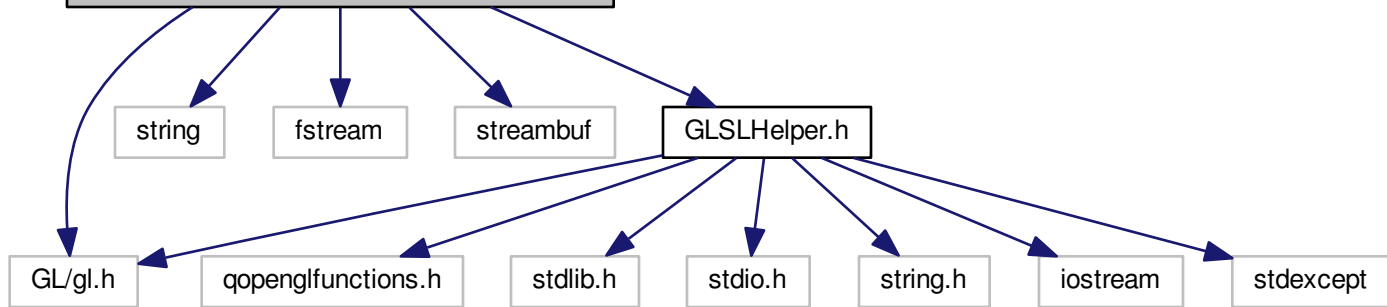 string
fstream
streambuf
GLSLHelper.h
GL/gl.h
qopenglfunctions.h
stdlib.h
stdio.h
string.h
iostream
stdexcept